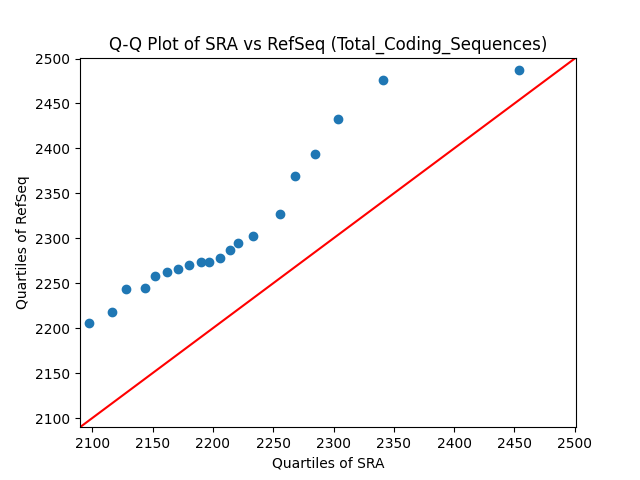 Q-Q Plot of SRA vs RefSeq (Total_Coding_Sequences)
2500
2450
2400
2350
2300
2250
2200
2150
2100
Quartiles of RefSeq
2100 2150 2200 2250 2300 2350 2400 2450 2500
Quartiles of SRA